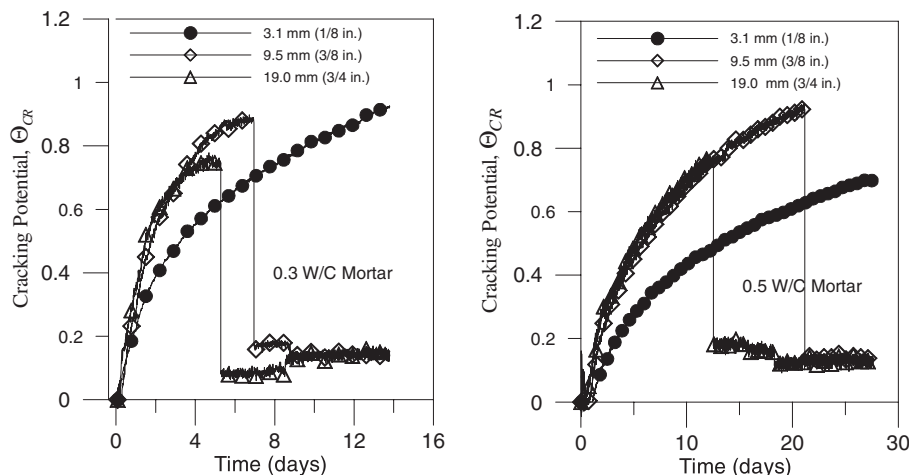 1.2
1
0.8
0.6
0.4
0.2
0
Cracking Potential, Θ_CR
3.1 mm (1/8 in.)
9.5 mm (3/8 in.)
19.0 mm (3/4 in.)
0.3 W/C Mortar
0 4 8 12 16
Time (days)
1.2
1
0.8
0.6
0.4
0.2
0
Cracking Potential, Θ_CR
3.1 mm (1/8 in.)
9.5 mm (3/8 in.)
19.0 mm (3/4 in.)
0.5 W/C Mortar
0 10 20 30
Time (days)